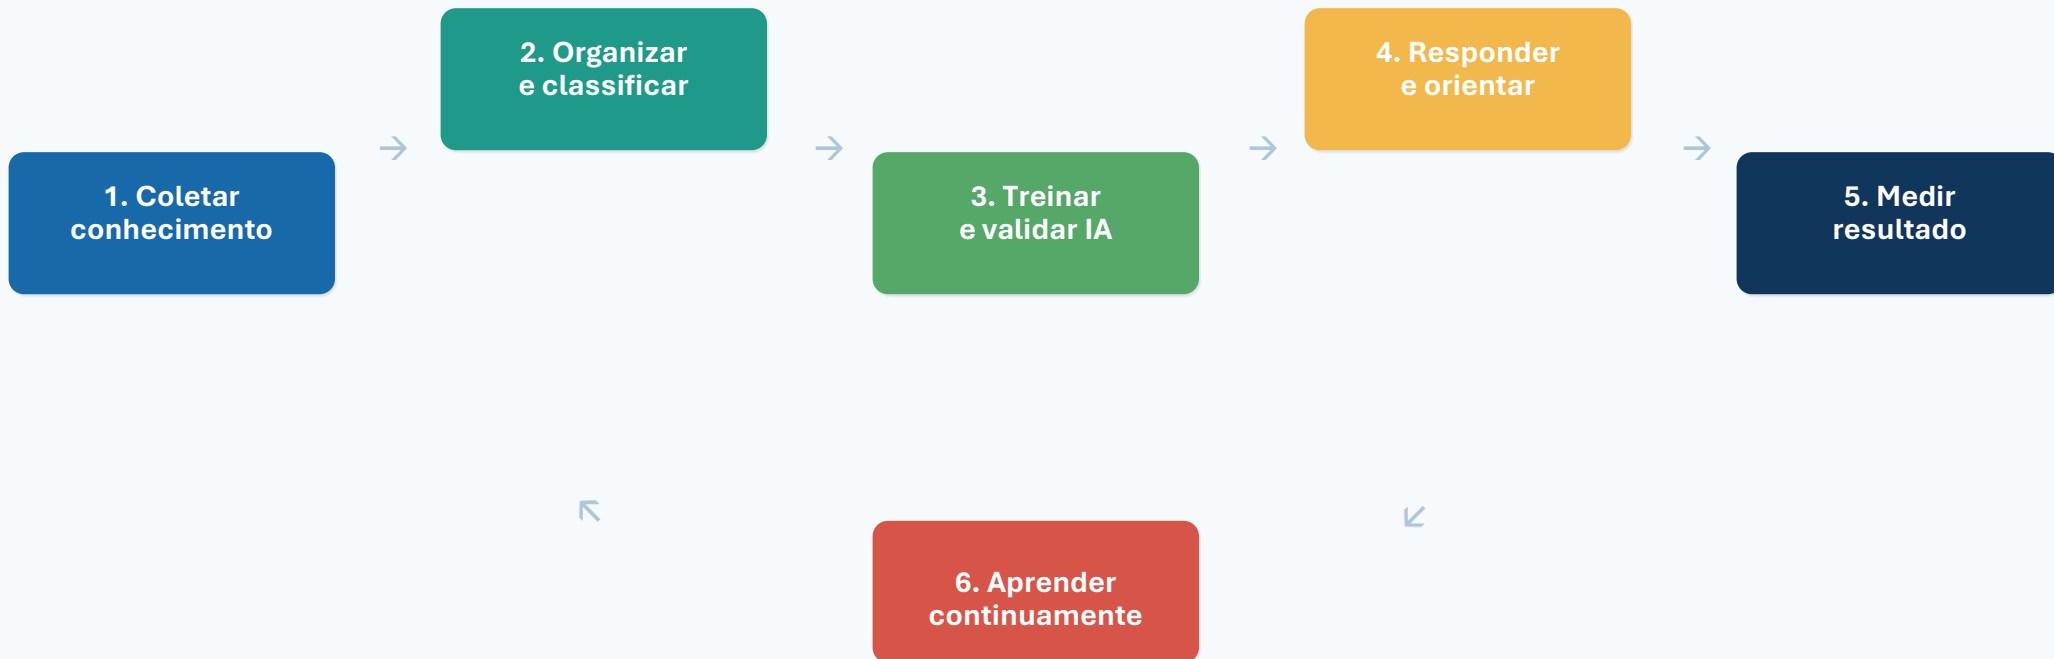 1. Coletar
conhecimento
2. Organizar
e classificar
3. Treinar
e validar IA
4. Responder
e orientar
5. Medir
resultado
6. Aprender
continuamente